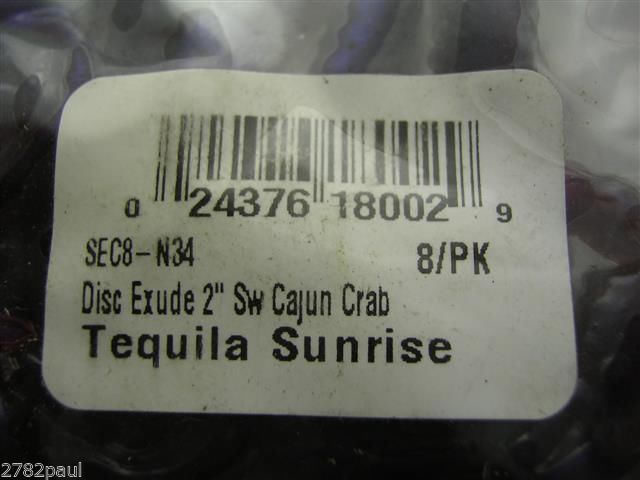 0 24376 18002 9
SEC8-N34 8/PK
Disc Exude 2" Sw Cajun Crab
Tequila Sunrise
2782paul